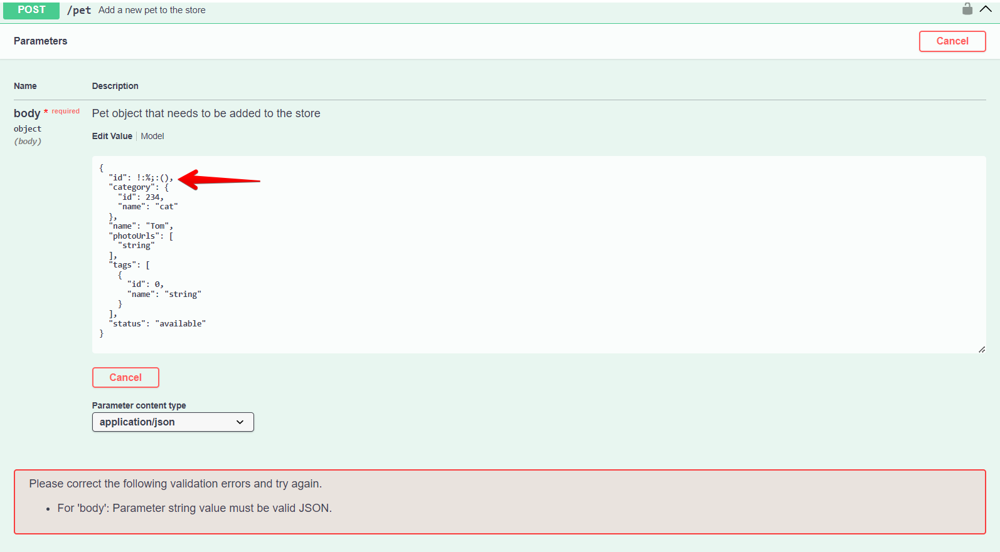 POST /pet Add a new pet to the store
Parameters
Cancel
Name Description
body * required Pet object that needs to be added to the store
object
(body)
Edit Value | Model
{
  "id": !:%;:(),
  "category": {
    "id": 234,
    "name": "cat"
  },
  "name": "Tom",
  "photoUrls": [
    "string"
  ],
  "tags": [
    {
      "id": 0,
      "name": "string"
    }
  ],
  "status": "available"
}
Cancel
Parameter content type
application/json
Please correct the following validation errors and try again.
• For 'body': Parameter string value must be valid JSON.